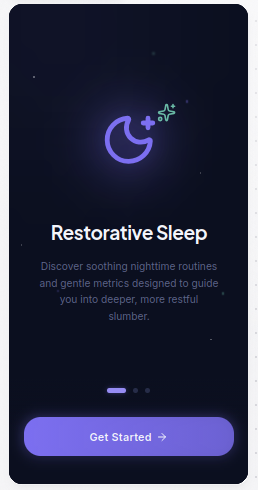 Restorative Sleep
Discover soothing nighttime routines
and gentle metrics designed to guide
you into deeper, more restful
slumber.
Get Started →